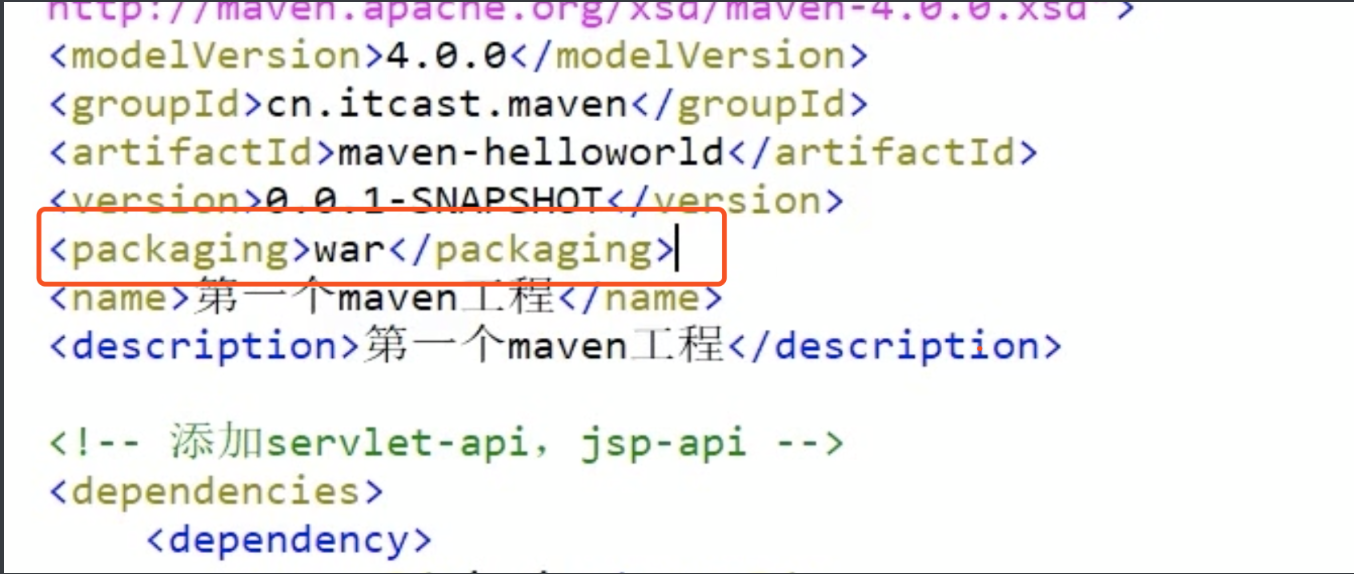 http://maven.apache.org/xsd/maven-4.0.0.xsd">
<modelVersion>4.0.0</modelVersion>
<groupId>cn.itcast.maven</groupId>
<artifactId>maven-helloworld</artifactId>
<version>0.0.1-SNAPSHOT</version>
<packaging>war</packaging>
<name>第一个maven工程</name>
<description>第一个maven工程</description>
<!-- 添加servlet-api，jsp-api -->
<dependencies>
<dependency>